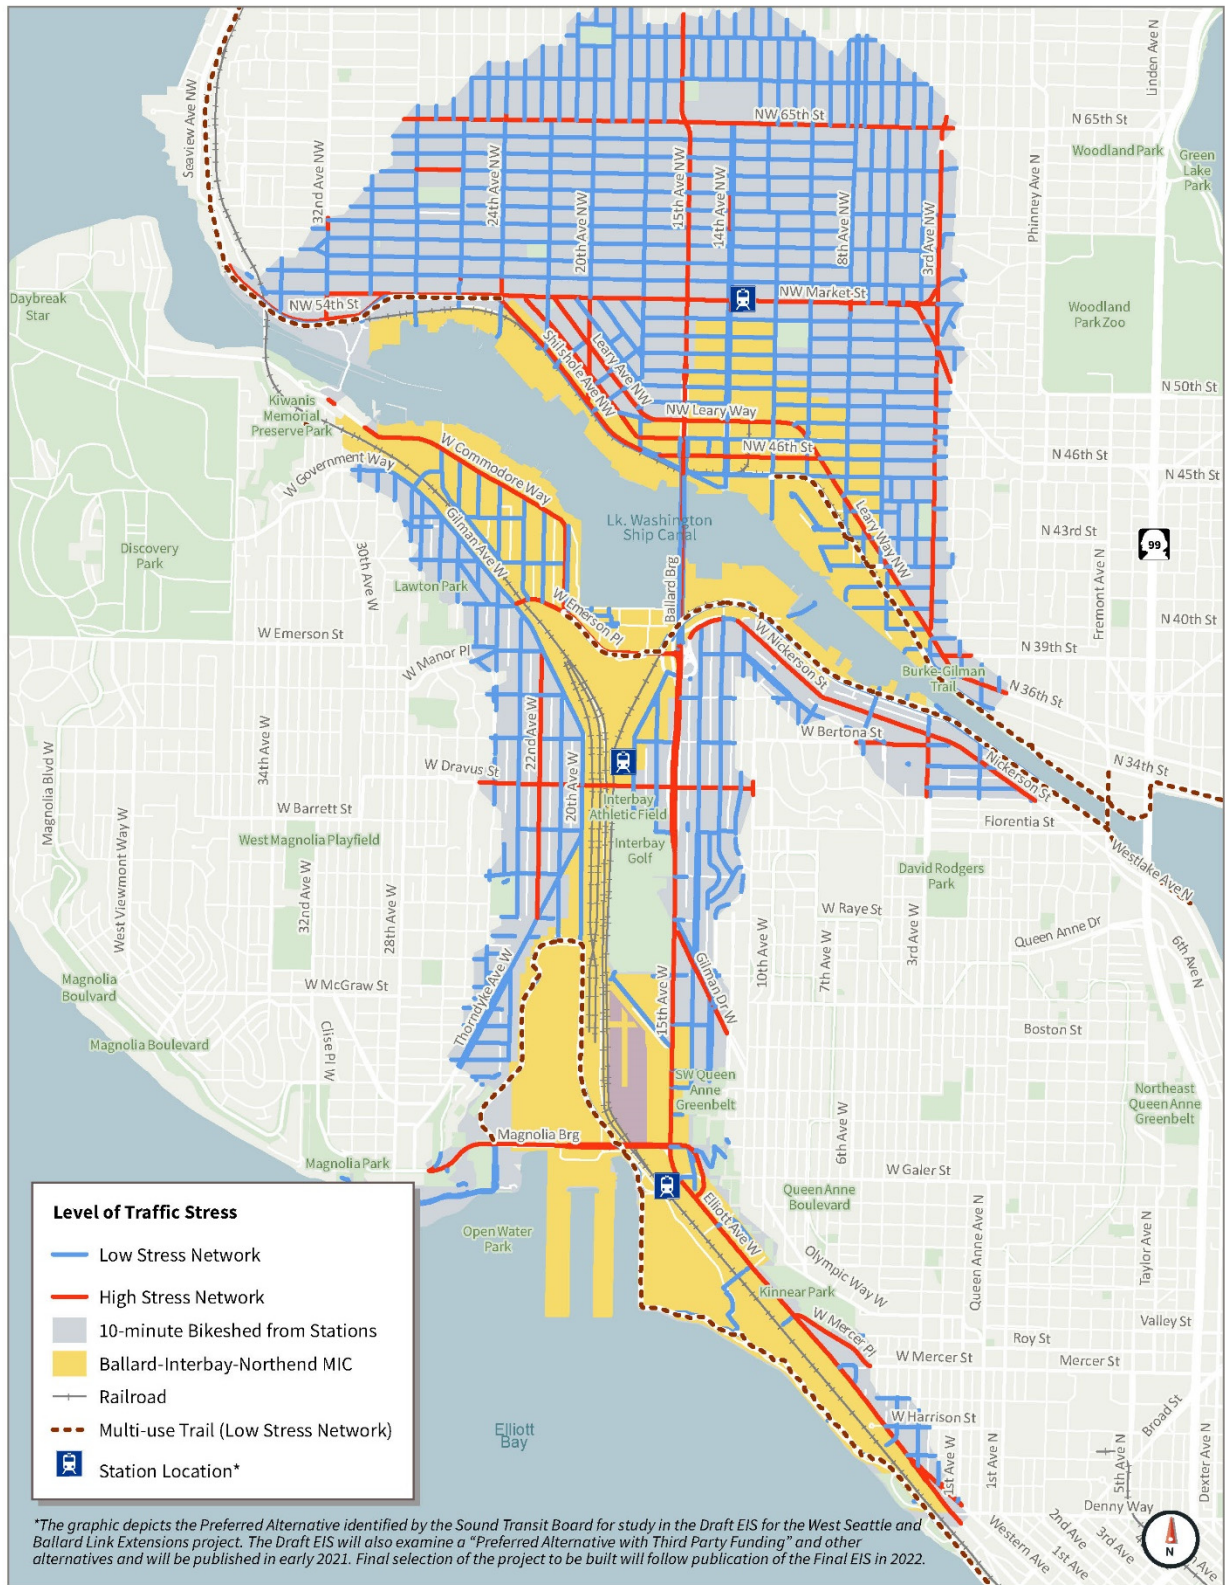 Linden Ave N
Seaview Ave NW
NW 65th St
N 65th St
Woodland Park
Green
Lake
Park
32nd Ave NW
24th Ave NW
20th Ave NW
15th Ave NW
14th Ave NW
8th Ave NW
3rd Ave NW
Phinney Ave N
Daybreak
Star
NW 54th St
NW Market St
Woodland
Park Zoo
Shilshole Ave NW
Leary Ave NW
N 50th St
Kiwanis
Memorial
Preserve Park
NW Leary Way
W Commodore Way
NW 46th St
N 46th St
W Government Way
N 45th St
Gilman Ave W
Lk. Washington
Ship Canal
Leary Way NW
N 43rd St
99
Discovery
Park
30th Ave W
Lawton Park
Ballard Brg
Fremont Ave N
W Emerson Pl
W Emerson St
N 40th St
W Manor Pl
W Nickerson St
N 39th St
Burke-Gilman
Trail
N 36th St
34th Ave W
22nd Ave W
W Bertona St
Magnolia Blvd W
W Dravus St
20th Ave W
Nickerson St
N 34th St
West Viewmont Way W
W Barrett St
Interbay
Athletic Field
Florentia St
West Magnolia Playfield
Interbay
Golf
David Rodgers
Park
Westlake Ave N
32nd Ave W
28th Ave W
W Raye St
10th Ave W
7th Ave W
3rd Ave W
Queen Anne Dr
6th Ave N
Magnolia
Boulvard
W McGraw St
Thorndyke Ave W
15th Ave W
Gilman Dr W
Clise Pl W
Boston St
Magnolia Boulevard
SW Queen
Anne
Greenbelt
Northeast
Queen Anne
Greenbelt
Magnolia Brg
6th Ave W
Magnolia Park
W Galer St
Queen Anne
Boulevard
Elliott Ave W
Open Water
Park
Queen Anne Ave N
Taylor Ave N
Olympic Way W
Kinnear Park
W Mercer Pl
Valley St
Roy St
W Mercer St
Mercer St
Broad St
W Harrison St
Elliott
Bay
1st Ave W
1st Ave N
5th Ave N
Dexter Ave N
Denny Way
Western Ave
1st Ave
2nd Ave
3rd Ave
N
Level of Traffic Stress
Low Stress Network
High Stress Network
10-minute Bikeshed from Stations
Ballard-Interbay-Northend MIC
Railroad
Multi-use Trail (Low Stress Network)
Station Location*
*The graphic depicts the Preferred Alternative identified by the Sound Transit Board for study in the Draft EIS for the West Seattle and
Ballard Link Extensions project. The Draft EIS will also examine a “Preferred Alternative with Third Party Funding” and other
alternatives and will be published in early 2021. Final selection of the project to be built will follow publication of the Final EIS in 2022.